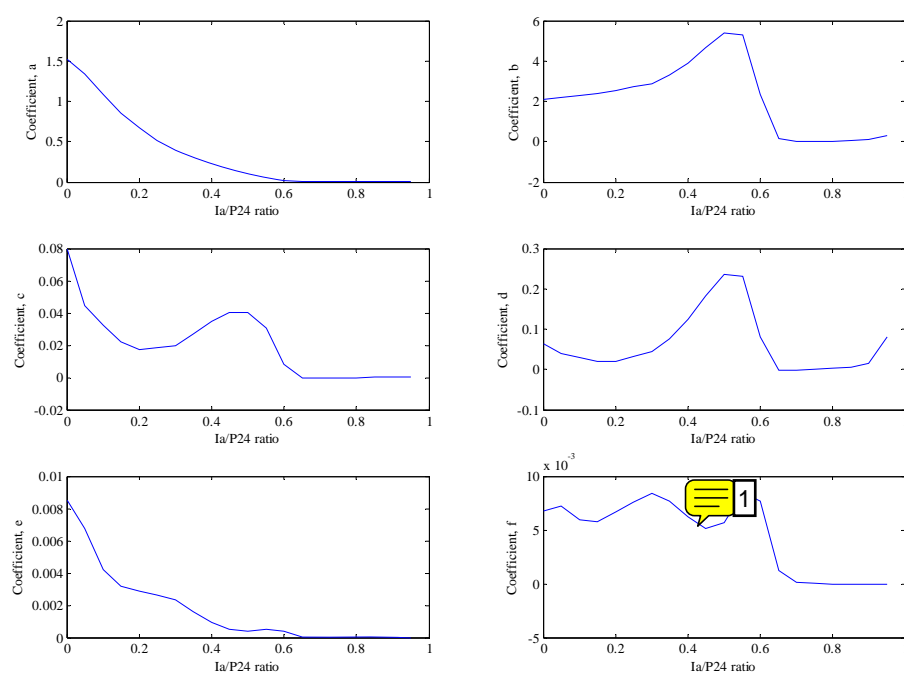 2
1.5
1
0.5
0
0 0.2 0.4 0.6 0.8 1
Coefficient, a
Ia/P24 ratio
6
4
2
0
-2
0 0.2 0.4 0.6 0.8
Coefficient, b
Ia/P24 ratio
0.08
0.06
0.04
0.02
0
-0.02
0 0.2 0.4 0.6 0.8 1
Coefficient, c
Ia/P24 ratio
0.3
0.2
0.1
0
-0.1
0 0.2 0.4 0.6 0.8
Coefficient, d
Ia/P24 ratio
0.01
0.008
0.006
0.004
0.002
0
0 0.2 0.4 0.6 0.8 1
Coefficient, e
Ia/P24 ratio
x 10-3
10
5
0
-5
0 0.2 0.4 0.6 0.8
Coefficient, f
Ia/P24 ratio
1